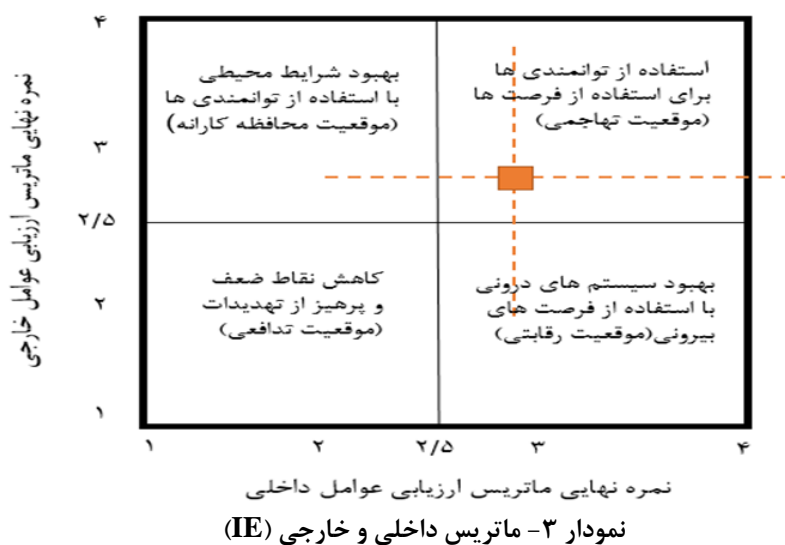 نمره نهایی ماتریس ارزیابی عوامل خارجی
۴
۳
۲/۵
۲
۱
استفاده از توانمندی ها
برای استفاده از فرصت ها
(موقعیت تهاجمی)
بهبود شرایط محیطی
با استفاده از توانمندی ها
(موقعیت محافظه کارانه)
بهبود سیستم های درونی
با استفاده از فرصت های
بیرونی(موقعیت رقابتی)
کاهش نقاط ضعف
و پرهیز از تهدیدات
(موقعیت تدافعی)
۱ ۲ ۲/۵ ۳ ۴
نمره نهایی ماتریس ارزیابی عوامل داخلی
نمودار ۳- ماتریس داخلی و خارجی (IE)